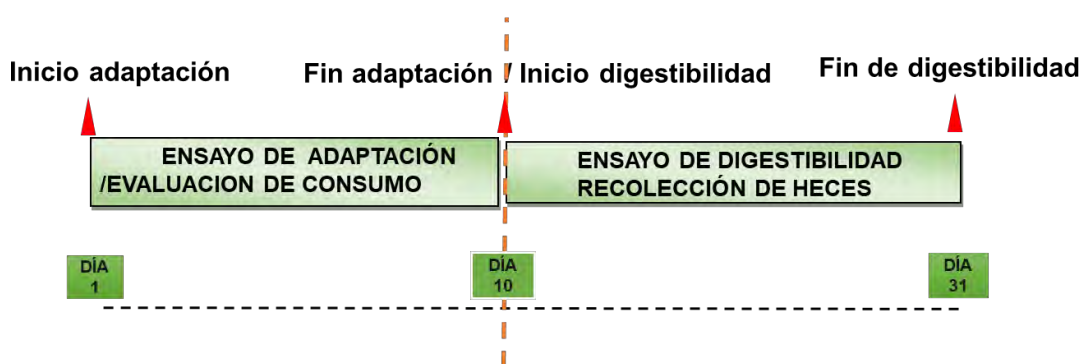 Inicio adaptación
Fin adaptación / Inicio digestibilidad
Fin de digestibilidad
ENSAYO DE ADAPTACIÓN
/EVALUACION DE CONSUMO
ENSAYO DE DIGESTIBILIDAD
RECOLECCIÓN DE HECES
DÍA
1
DÍA
10
DÍA
31